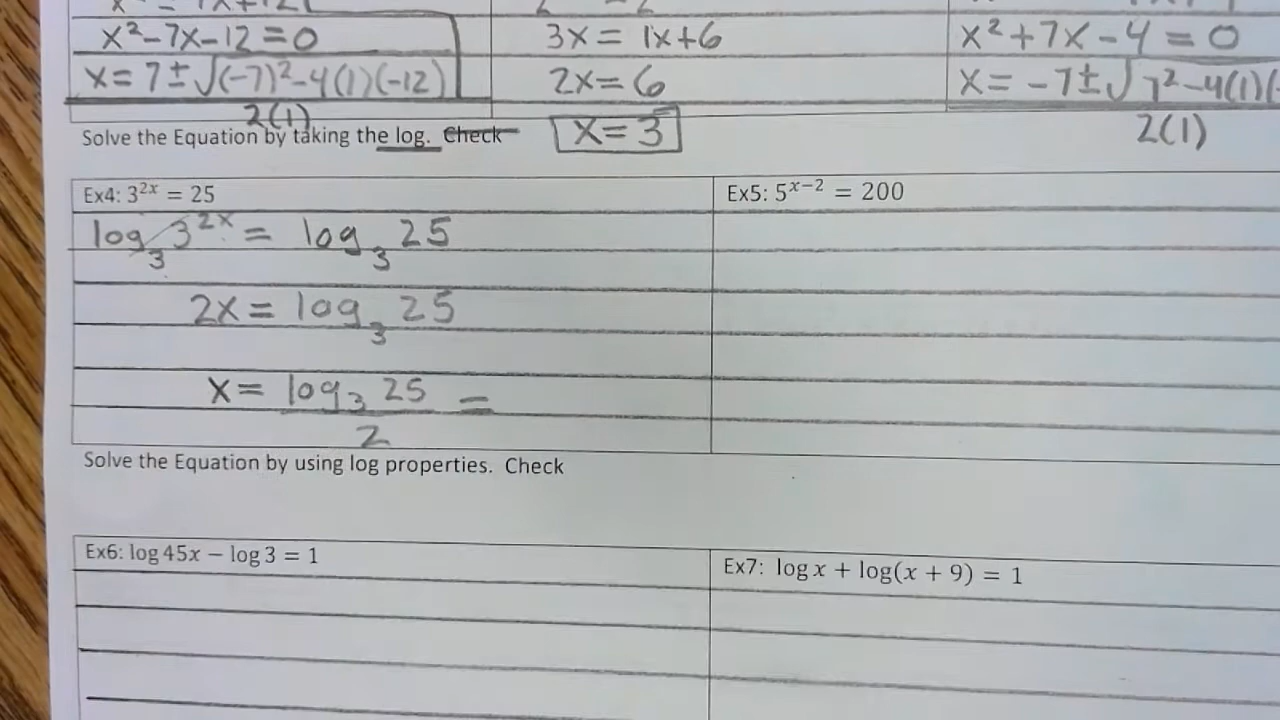 x² - 7x - 12 = 0
x = 7 ± √(-7)² - 4(1)(-12)
2(1)
3x = 1x + 6
2x = 6
x = 3
x² + 7x - 4 = 0
x = -7 ± √7² - 4(1)(-
2(1)
Solve the Equation by taking the log. Check
Ex4: 3^{2x} = 25
log₃ 3^{2x} = log₃ 25
2x = log₃ 25
x = log₃ 25 =
2
Ex5: 5^{x-2} = 200
Solve the Equation by using log properties. Check
Ex6: log 45x − log 3 = 1
Ex7: log x + log(x + 9) = 1